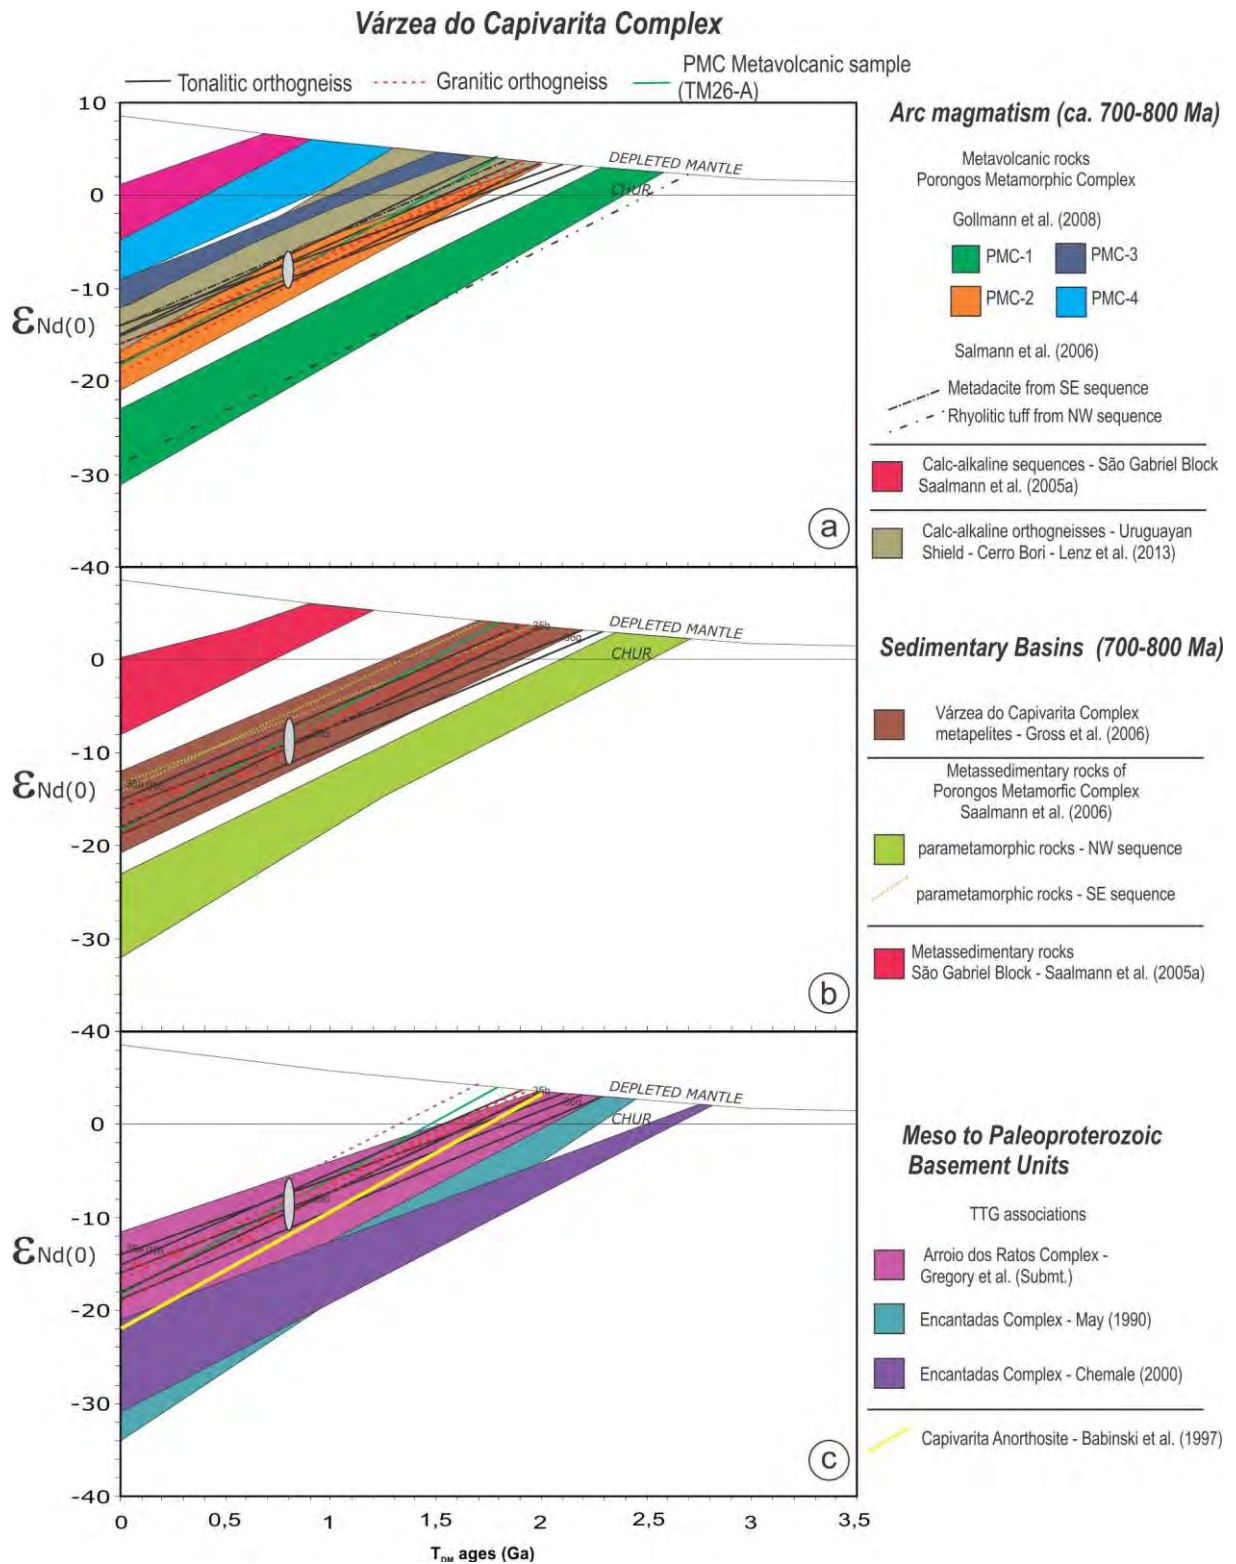 Várzea do Capivarita Complex
Tonalitic orthogneiss
Granitic orthogneiss
PMC Metavolcanic sample
(TM26-A)
10
0
-10
-20
-30
-40
εNd(0)
DEPLETED MANTLE
CHUR
a
Arc magmatism (ca. 700-800 Ma)
Metavolcanic rocks
Porongos Metamorphic Complex
Gollmann et al. (2008)
PMC-1
PMC-3
PMC-2
PMC-4
Salmann et al. (2006)
Metadacite from SE sequence
Rhyolitic tuff from NW sequence
Calc-alkaline sequences - São Gabriel Block
Saalmann et al. (2005a)
Calc-alkaline orthogneisses - Uruguayan
Shield - Cerro Bori - Lenz et al. (2013)
0
-10
-20
-30
-40
εNd(0)
DEPLETED MANTLE
CHUR
35b
b
Sedimentary Basins (700-800 Ma)
Várzea do Capivarita Complex
metapelites - Gross et al. (2006)
Metassedimentary rocks of
Porongos Metamorfic Complex
Saalmann et al. (2006)
parametamorphic rocks - NW sequence
parametamorphic rocks - SE sequence
Metassedimentary rocks
São Gabriel Block - Saalmann et al. (2005a)
0
-10
-20
-30
-40
εNd(0)
DEPLETED MANTLE
CHUR
35b
c
Meso to Paleoproterozoic
Basement Units
TTG associations
Arroio dos Ratos Complex -
Gregory et al. (Submt.)
Encantadas Complex - May (1990)
Encantadas Complex - Chemale (2000)
Capivarita Anorthosite - Babinski et al. (1997)
0 0,5 1 1,5 2 2,5 3 3,5
TDM ages (Ga)